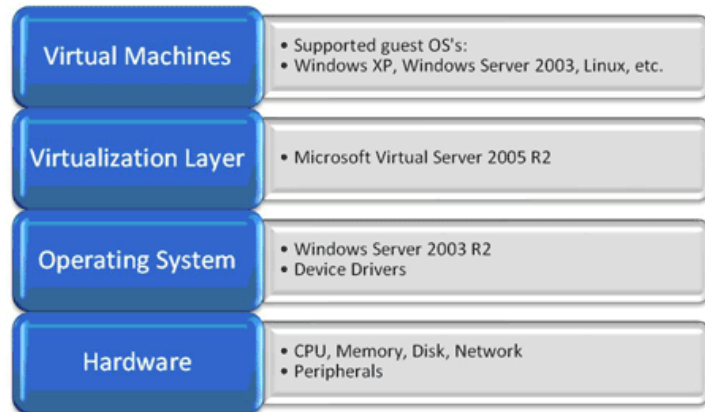 Virtual Machines
• Supported guest OS's:
• Windows XP, Windows Server 2003, Linux, etc.
Virtualization Layer
• Microsoft Virtual Server 2005 R2
Operating System
• Windows Server 2003 R2
• Device Drivers
Hardware
• CPU, Memory, Disk, Network
• Peripherals